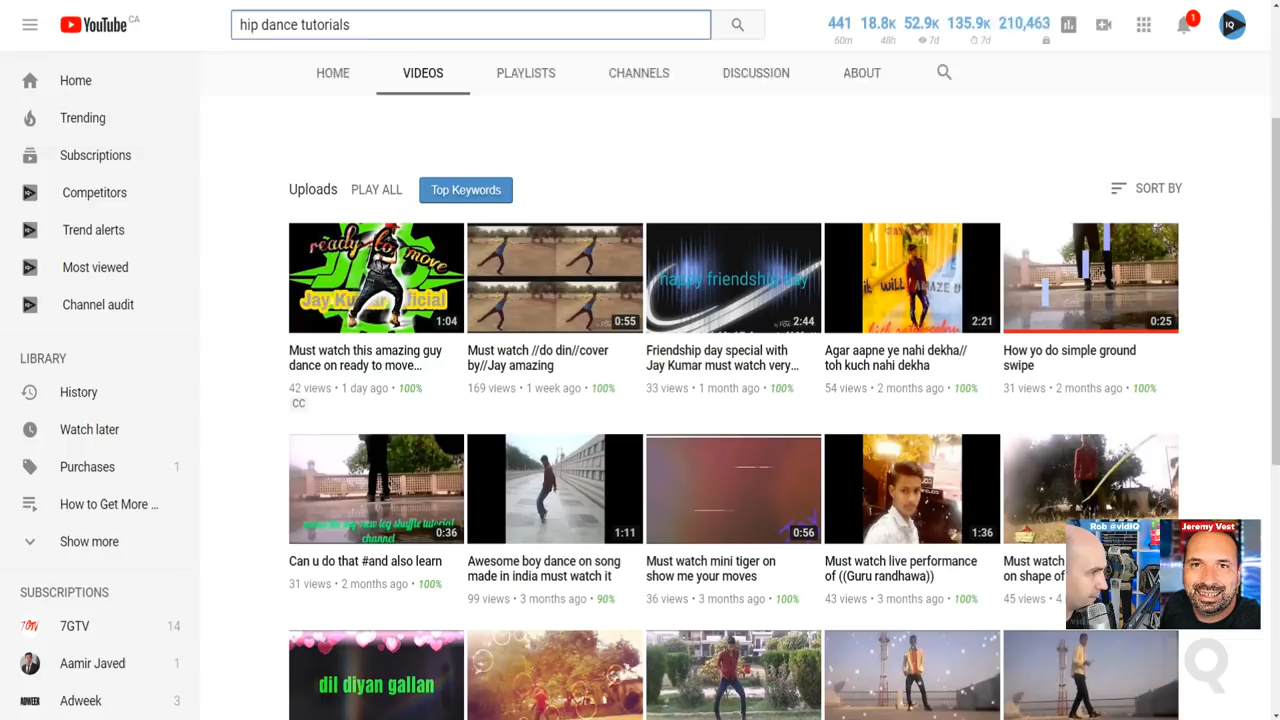 YouTube CA
hip dance tutorials
441 18.8K 52.9K 135.9K 210,463
60m 48h 7d 7d
1
IQ
HOME VIDEOS PLAYLISTS CHANNELS DISCUSSION ABOUT
Home
Trending
Subscriptions
Competitors
Trend alerts
Most viewed
Channel audit
LIBRARY
History
Watch later
Purchases 1
How to Get More ...
Show more
SUBSCRIPTIONS
7GTV 14
Aamir Javed 1
ADWEEK Adweek 3
Uploads PLAY ALL Top Keywords SORT BY
ready to move
1:04
0:55
happy friendship day
2:44
it WILL AMAZE U
2:21
0:25
Must watch this amazing guy
dance on ready to move...
42 views • 1 day ago • 100%
CC
Must watch //do din//cover
by//Jay amazing
169 views • 1 week ago • 100%
Friendship day special with
Jay Kumar must watch very...
33 views • 1 month ago • 100%
Agar aapne ye nahi dekha//
toh kuch nahi dekha
54 views • 2 months ago • 100%
How yo do simple ground
swipe
31 views • 2 months ago • 100%
0:36
1:11
0:56
1:36
Can u do that #and also learn
31 views • 2 months ago • 100%
Awesome boy dance on song
made in india must watch it
99 views • 3 months ago • 90%
Must watch mini tiger on
show me your moves
36 views • 3 months ago • 100%
Must watch live performance
of ((Guru randhawa))
43 views • 3 months ago • 100%
Must watch
on shape of
45 views • 4
Rob @vidIQ
Jeremy Vest
dil diyan gallan